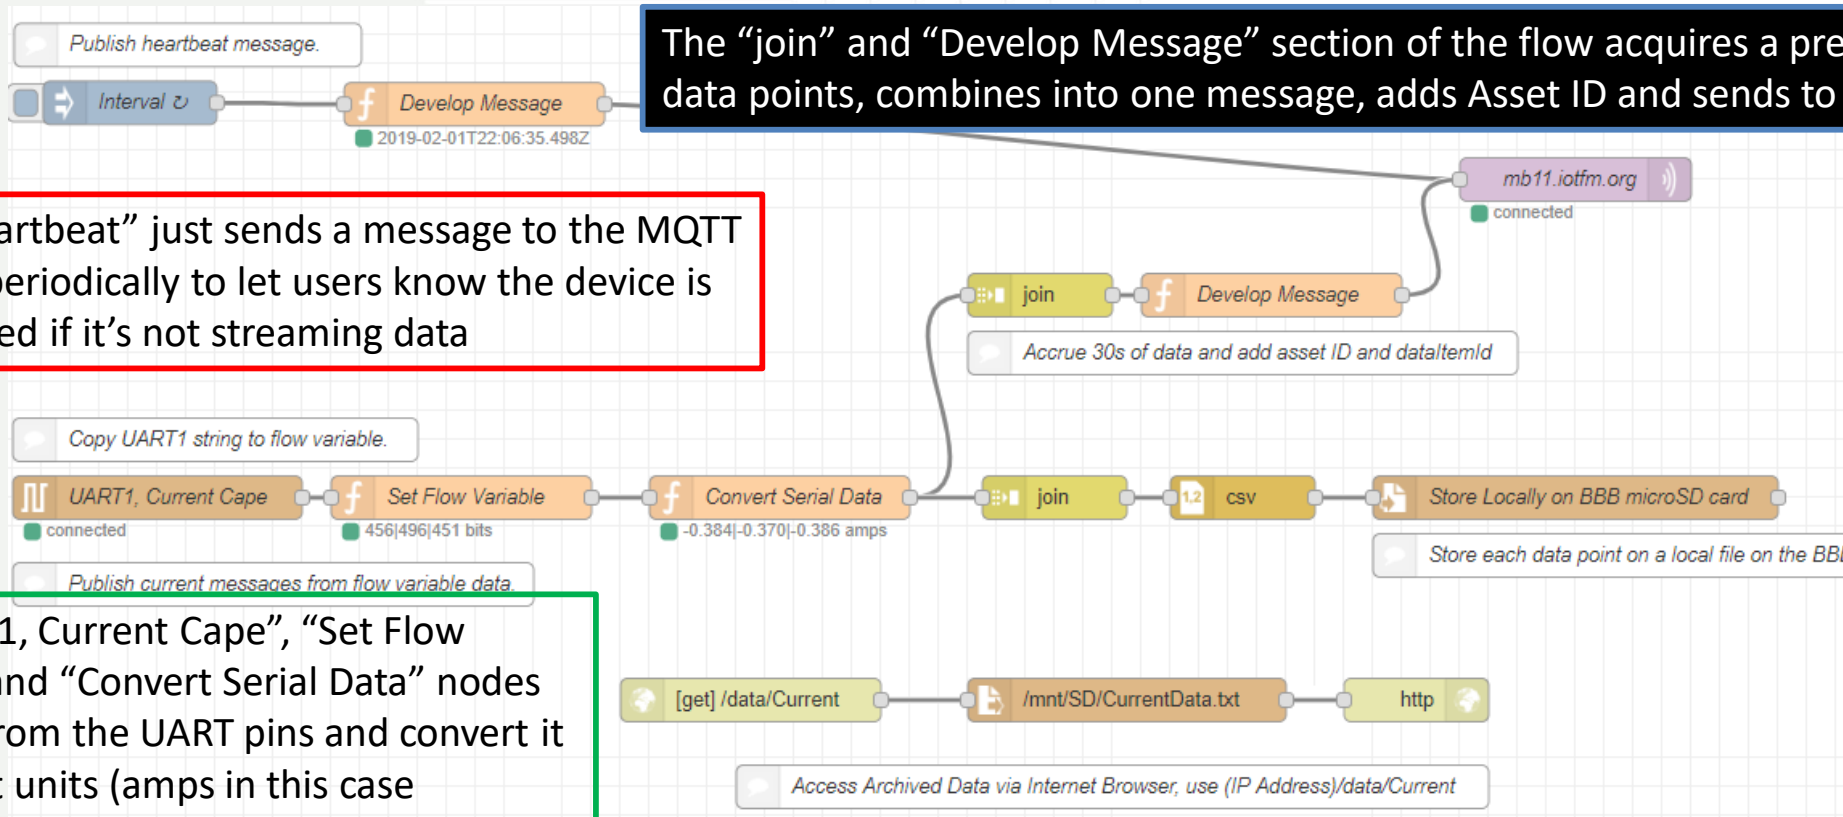 Publish heartbeat message.
The “join” and “Develop Message” section of the flow acquires a pre
data points, combines into one message, adds Asset ID and sends to
Interval ↻
Develop Message
2019-02-01T22:06:35.498Z
mb11.iotfm.org
connected
artbeat” just sends a message to the MQTT
periodically to let users know the device is
ed if it’s not streaming data
join
Develop Message
Accrue 30s of data and add asset ID and dataItemId
Copy UART1 string to flow variable.
UART1, Current Cape
Set Flow Variable
Convert Serial Data
join
1.2
csv
Store Locally on BBB microSD card
connected
456|496|451 bits
-0.384|-0.370|-0.386 amps
Store each data point on a local file on the BBB
Publish current messages from flow variable data.
1, Current Cape”, “Set Flow
and “Convert Serial Data” nodes
rom the UART pins and convert it
t units (amps in this case
[get] /data/Current
/mnt/SD/CurrentData.txt
http
Access Archived Data via Internet Browser, use (IP Address)/data/Current